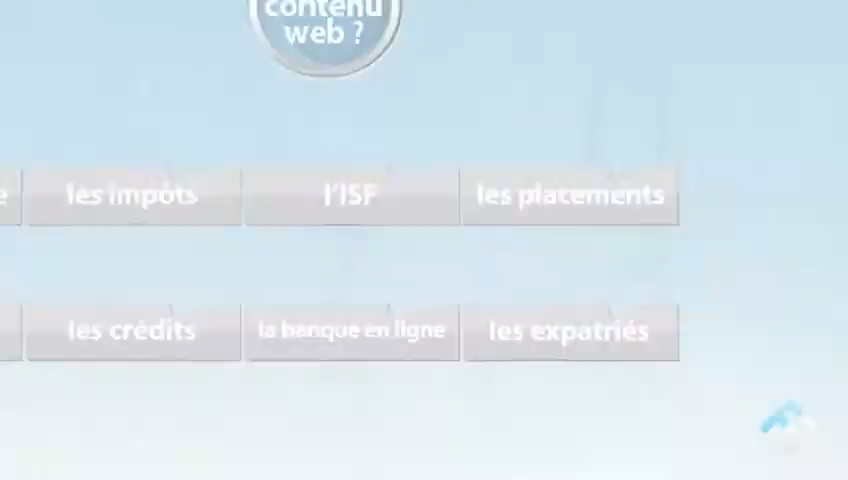 contenu
web ?
e
les impôts
l'ISF
les placements
les crédits
la banque en ligne
les expatriés